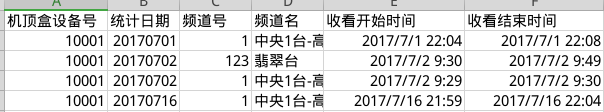 A B C D E F
机顶盒设备号 统计日期 频道号 频道名 收看开始时间 收看结束时间
10001 20170701 1 中央1台-高 2017/7/1 22:04 2017/7/1 22:08
10001 20170702 123 翡翠台 2017/7/2 9:30 2017/7/2 9:49
10001 20170702 1 中央1台-高 2017/7/2 9:29 2017/7/2 9:30
10001 20170716 1 中央1台-高 2017/7/16 21:59 2017/7/16 22:04